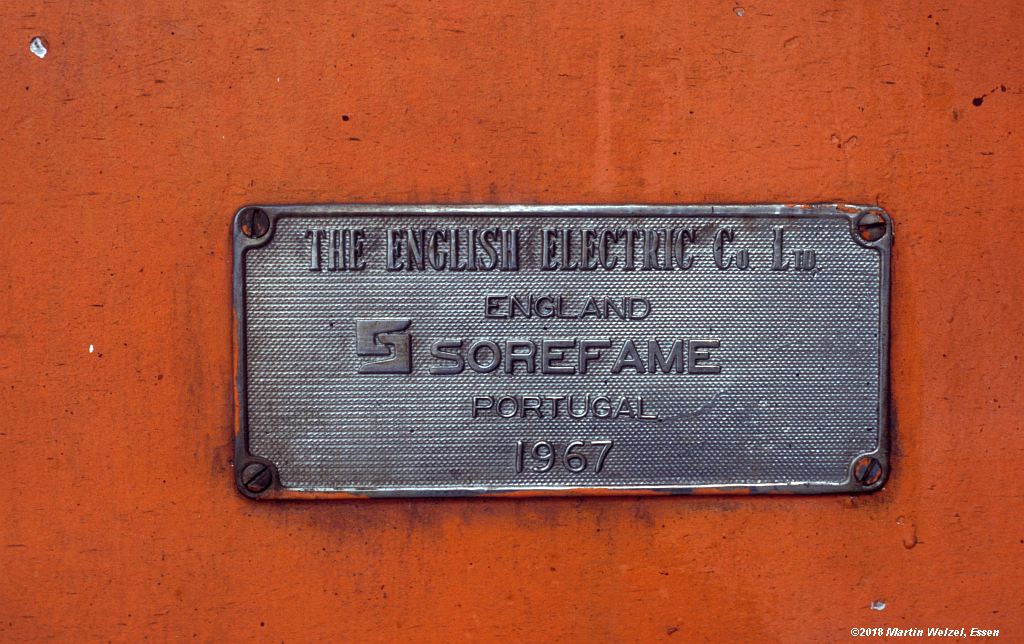 THE ENGLISH ELECTRIC Co LTD.
ENGLAND
SOREFAME
PORTUGAL
1967
©2018 Martin Welzel, Essen